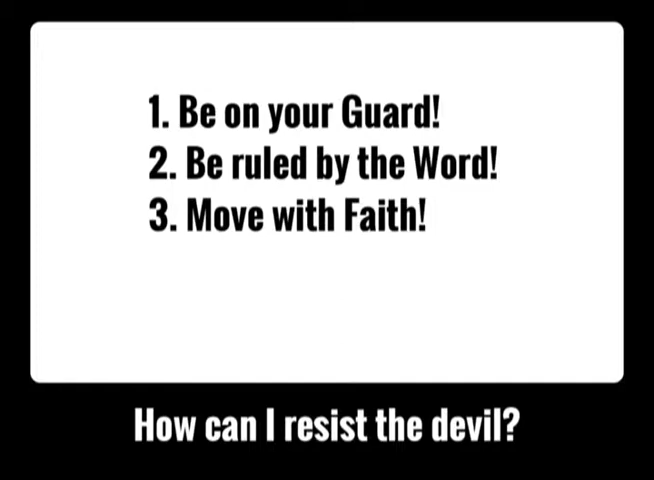 1. Be on your Guard!
2. Be ruled by the Word!
3. Move with Faith!
How can I resist the devil?